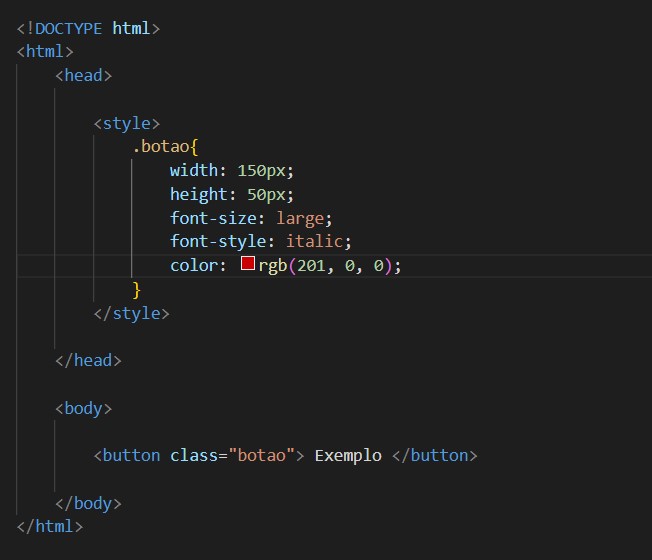 <!DOCTYPE html>
<html>
<head>
<style>
.botao{
width: 150px;
height: 50px;
font-size: large;
font-style: italic;
color: rgb(201, 0, 0);
}
</style>
</head>
<body>
<button class="botao"> Exemplo </button>
</body>
</html>